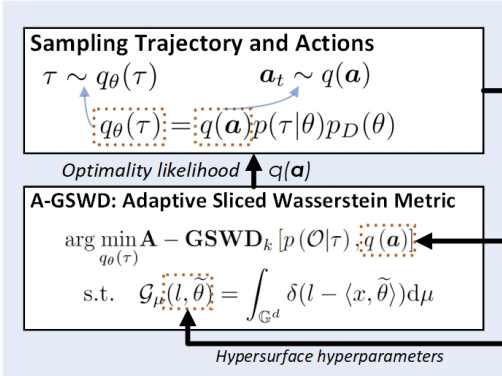 Sampling Trajectory and Actions
τ ∼ q_θ(τ) a_t ∼ q(a)
q_θ(τ) = q(a)p(τ|θ)p_D(θ)
Optimality likelihood q(a)
A-GSWD: Adaptive Sliced Wasserstein Metric
arg min_{q_θ(τ)} A − GSWD_k [p(𝒪|τ), q(a)]
s.t. 𝒢_μ(l, θ̃) = ∫_{𝔾^d} δ(l − ⟨x, θ̃⟩)dμ
Hypersurface hyperparameters